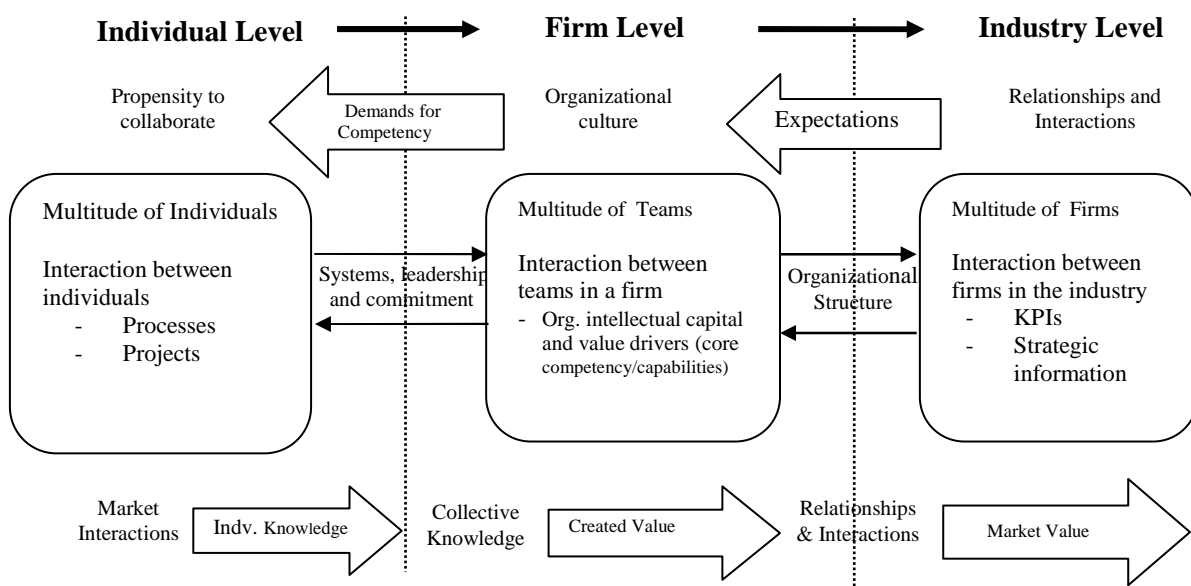 Individual Level
Firm Level
Industry Level
Propensity to
collaborate
Demands for
Competency
Organizational
culture
Expectations
Relationships and
Interactions
Multitude of Individuals
Interaction between
individuals
- Processes
- Projects
Systems, leadership
and commitment
Multitude of Teams
Interaction between
teams in a firm
- Org. intellectual capital
and value drivers (core
competency/capabilities)
Organizational
Structure
Multitude of Firms
Interaction between
firms in the industry
- KPIs
- Strategic
information
Market
Interactions
Indv. Knowledge
Collective
Knowledge
Created Value
Relationships
& Interactions
Market Value